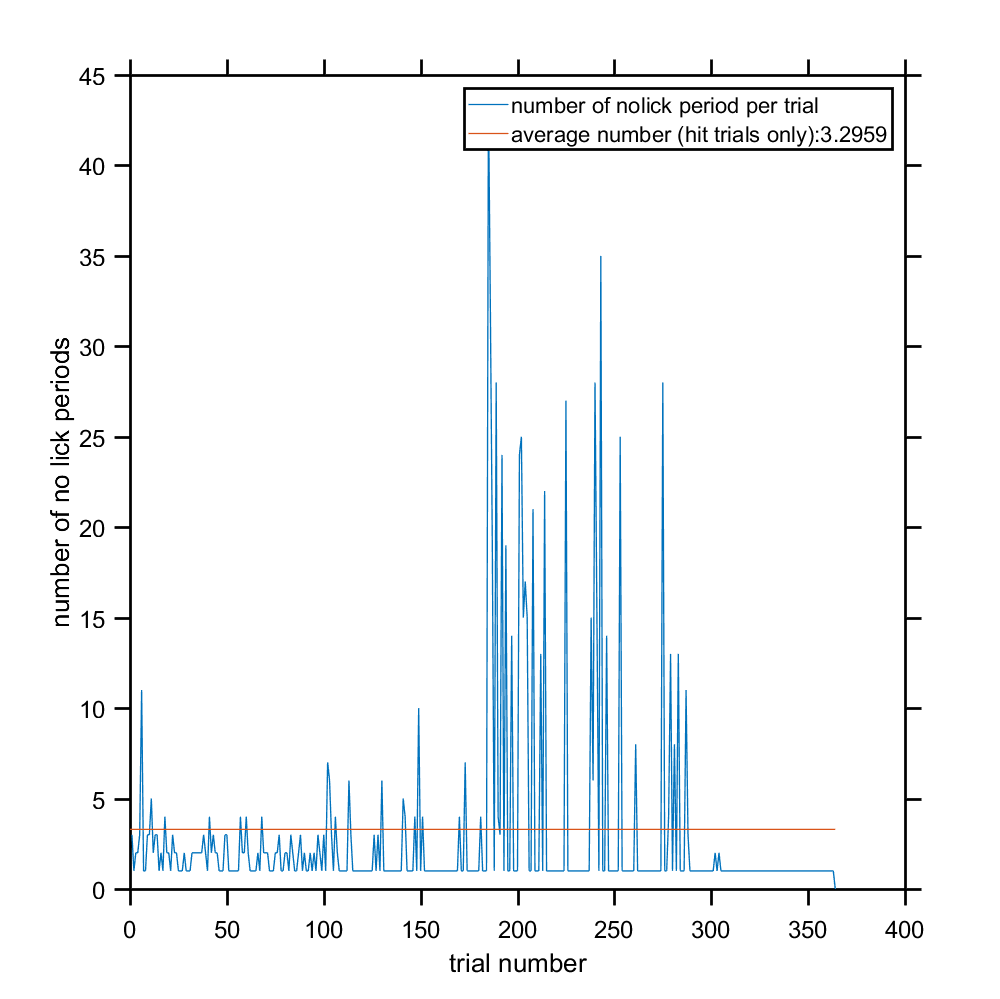 number of nolick period per trial
average number (hit trials only):3.2959
45
40
35
30
25
20
15
10
5
0
number of no lick periods
0 50 100 150 200 250 300 350 400
trial number